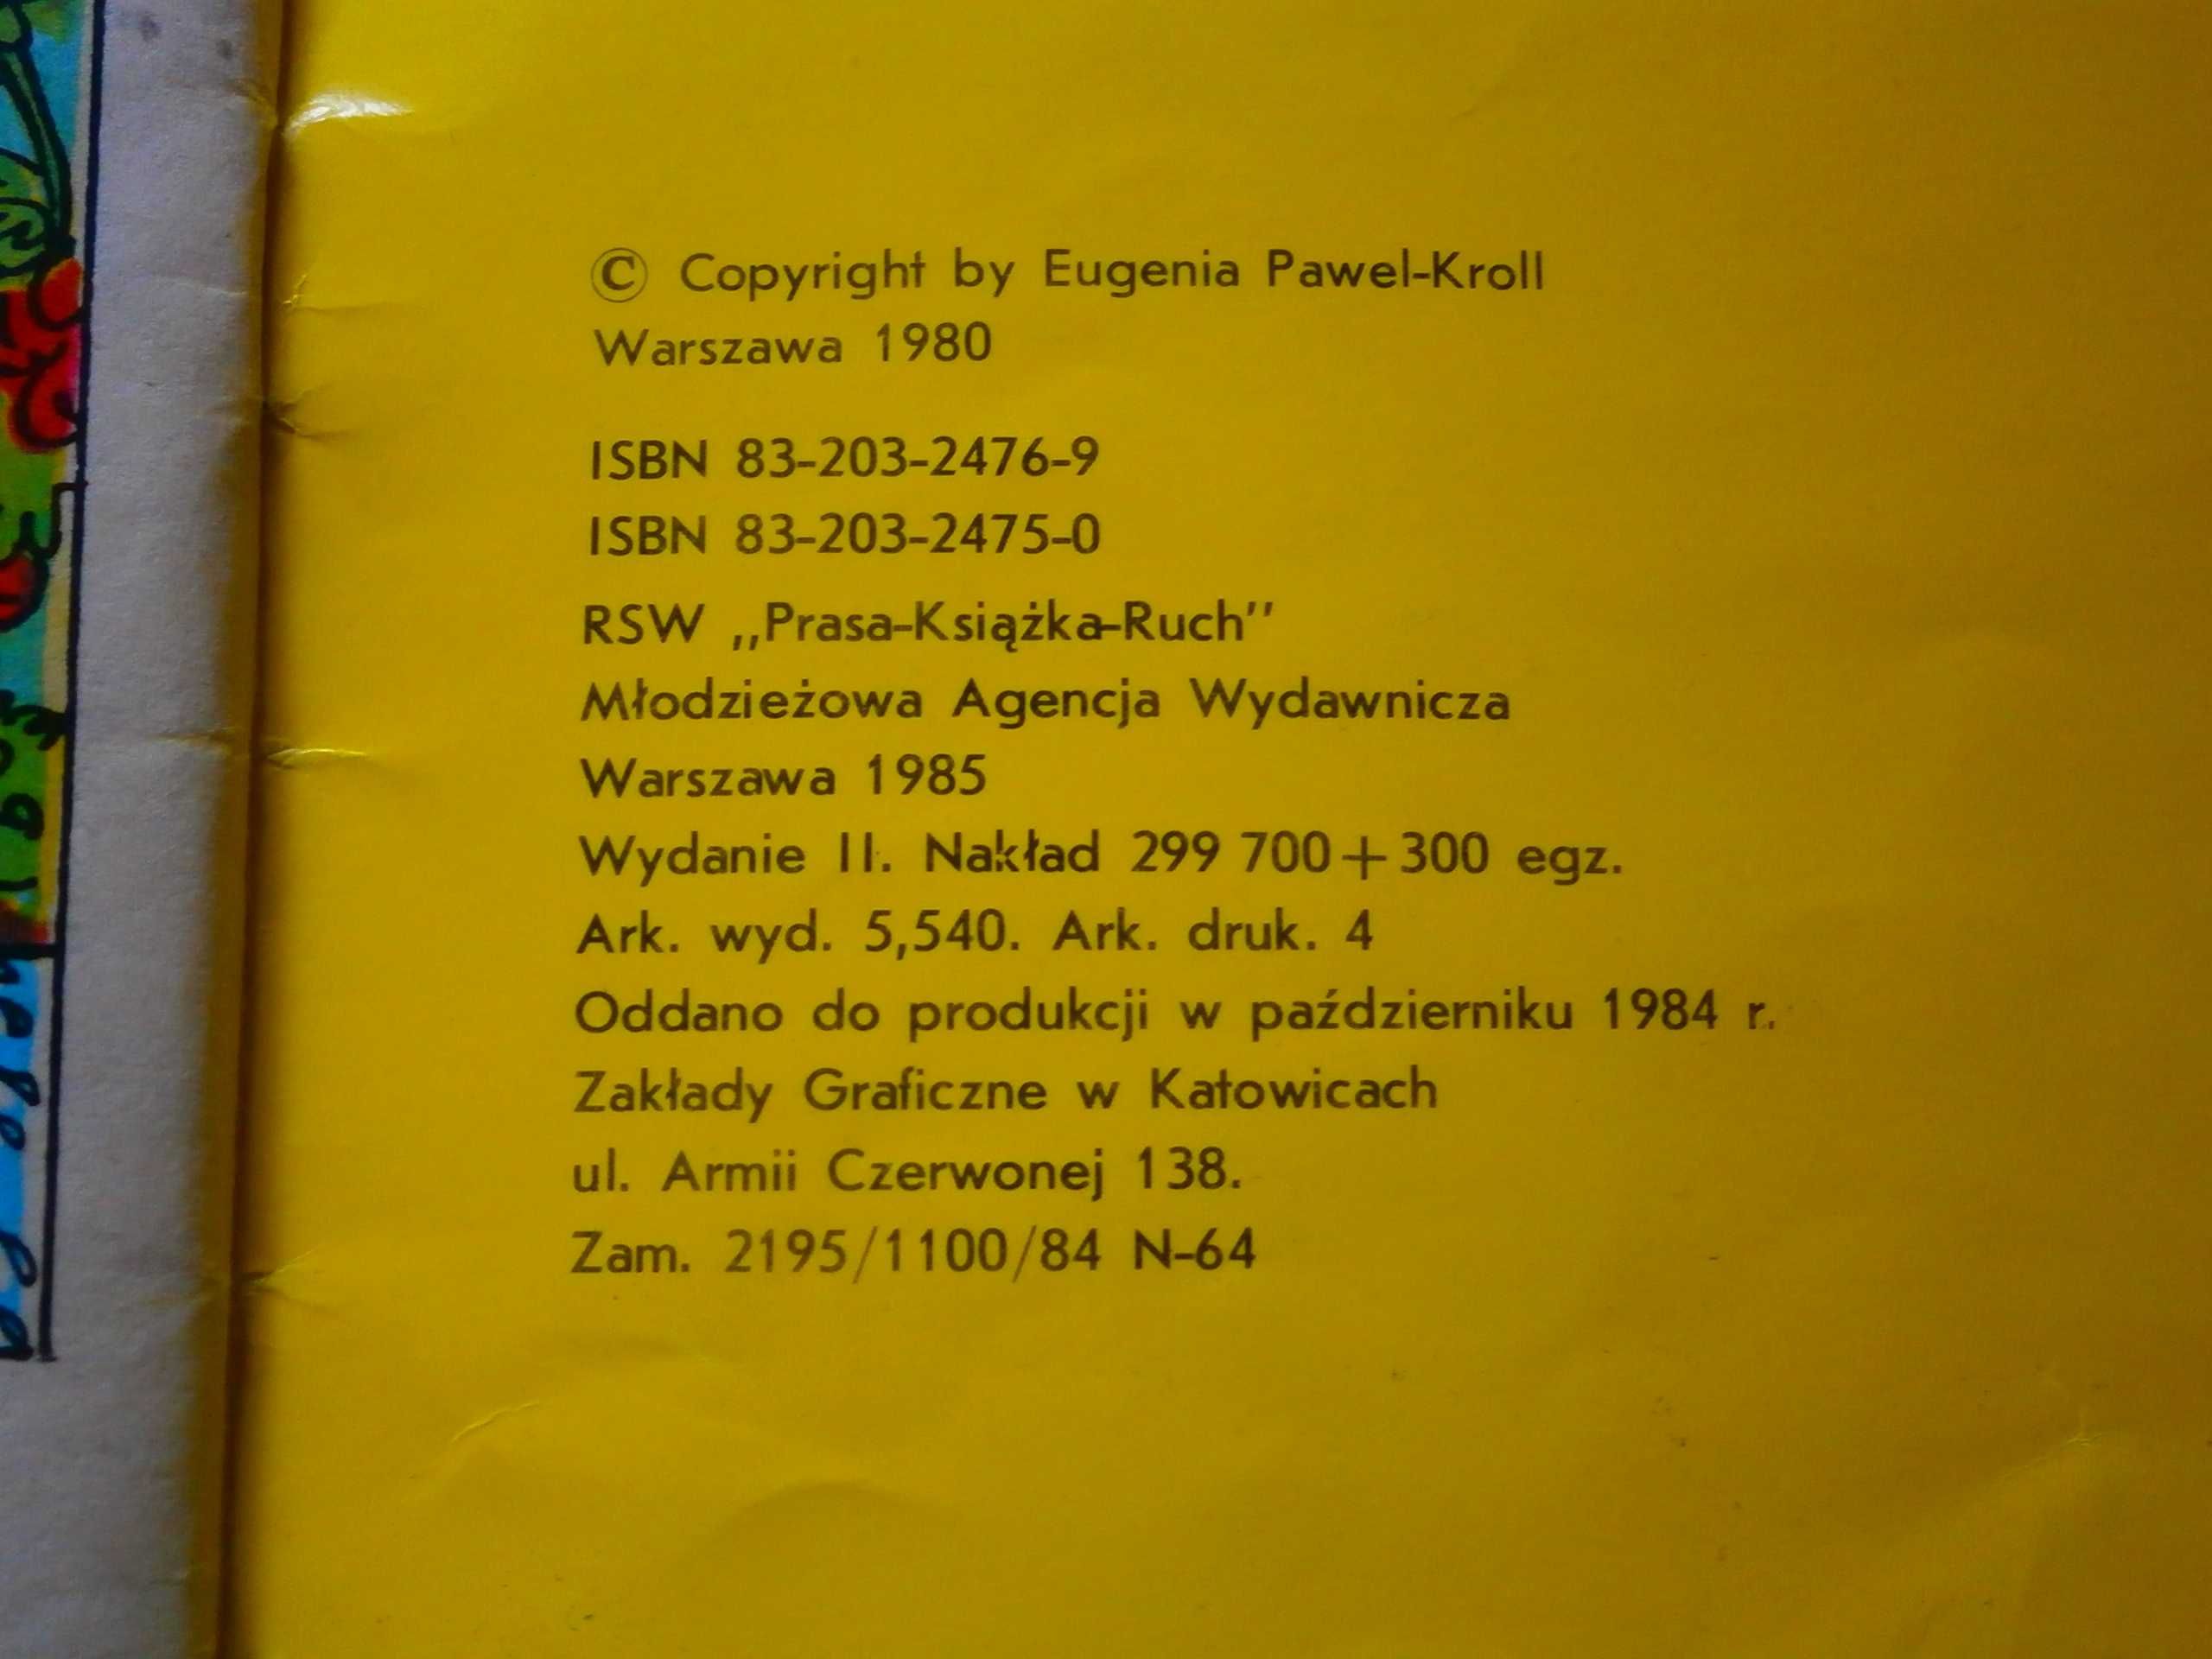 © Copyright by Eugenia Pawel-Kroll
Warszawa 1980
ISBN 83-203-2476-9
ISBN 83-203-2475-0
RSW „Prasa-Książka-Ruch”
Młodzieżowa Agencja Wydawnicza
Warszawa 1985
Wydanie II. Nakład 299 700+300 egz.
Ark. wyd. 5,540. Ark. druk. 4
Oddano do produkcji w październiku 1984 r.
Zakłady Graficzne w Katowicach
ul. Armii Czerwonej 138.
Zam. 2195/1100/84 N-64